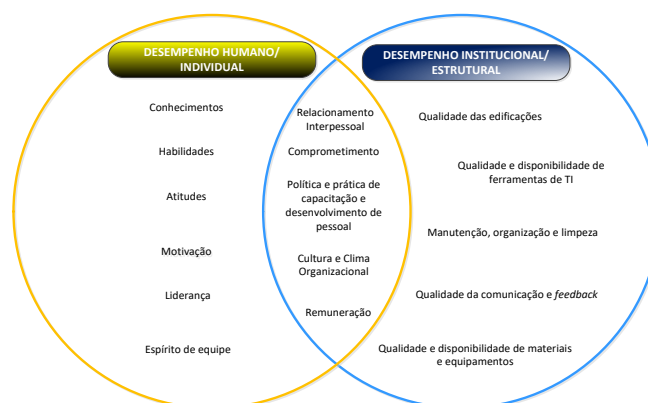 DESEMPENHO HUMANO/
INDIVIDUAL
Conhecimentos
Habilidades
Atitudes
Motivação
Liderança
Espírito de equipe
Relacionamento
Interpessoal
Comprometimento
Política e prática de
capacitação e
desenvolvimento de
pessoal
Cultura e Clima
Organizacional
Remuneração
DESEMPENHO INSTITUCIONAL/
ESTRUTURAL
Qualidade das edificações
Qualidade e disponibilidade de
ferramentas de TI
Manutenção, organização e limpeza
Qualidade da comunicação e feedback
Qualidade e disponibilidade de materiais
e equipamentos